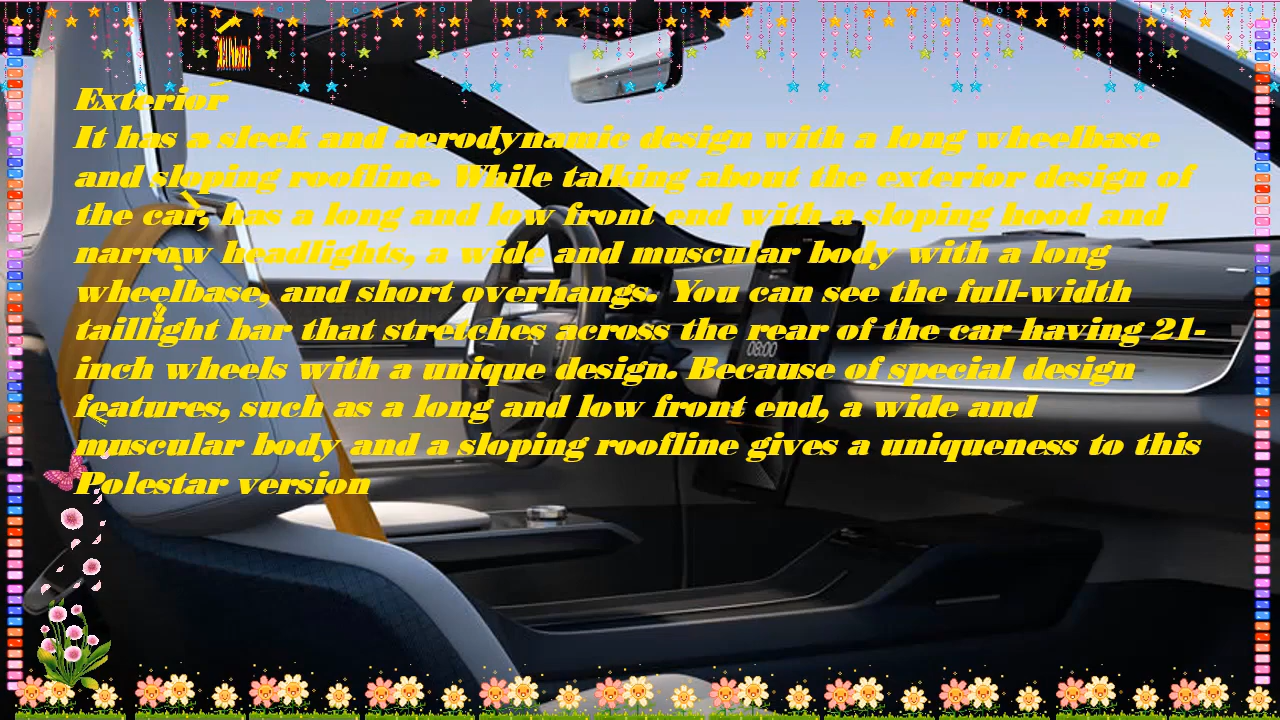 Exterior
It has a sleek and aerodynamic design with a long wheelbase
and sloping roofline. While talking about the exterior design of
the car, has a long and low front end with a sloping hood and
narrow headlights, a wide and muscular body with a long
wheelbase, and short overhangs. You can see the full-width
taillight bar that stretches across the rear of the car having 21-
inch wheels with a unique design. Because of special design
features, such as a long and low front end, a wide and
muscular body and a sloping roofline gives a uniqueness to this
Polestar version
08:00